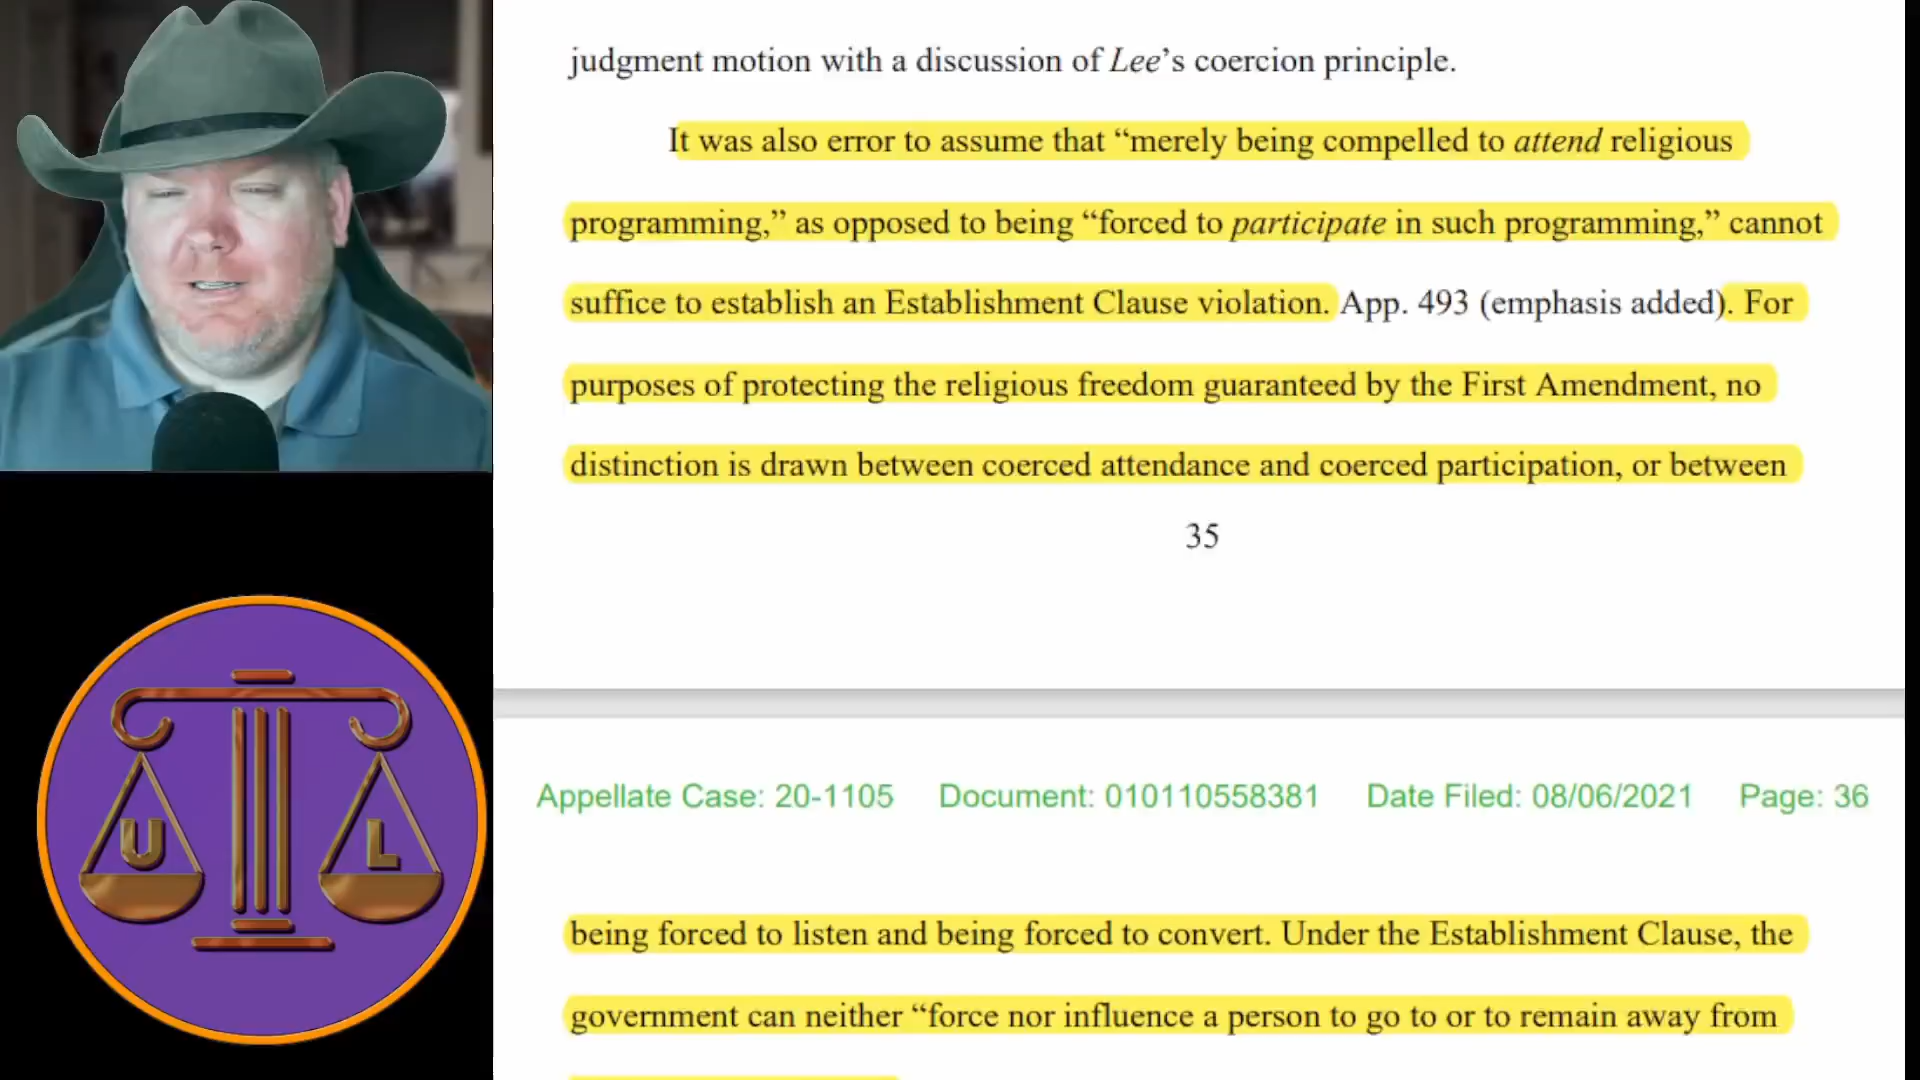 judgment motion with a discussion of Lee’s coercion principle.
It was also error to assume that “merely being compelled to attend religious
programming,” as opposed to being “forced to participate in such programming,” cannot
suffice to establish an Establishment Clause violation. App. 493 (emphasis added). For
purposes of protecting the religious freedom guaranteed by the First Amendment, no
distinction is drawn between coerced attendance and coerced participation, or between
35
Appellate Case: 20-1105 Document: 010110558381 Date Filed: 08/06/2021 Page: 36
being forced to listen and being forced to convert. Under the Establishment Clause, the
government can neither “force nor influence a person to go to or to remain away from
U L